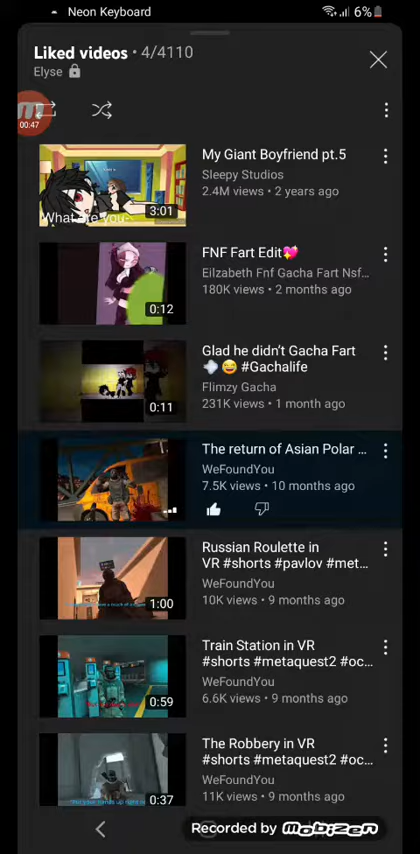 Neon Keyboard
6%
Liked videos • 4/4110
Elyse
00:47
My Giant Boyfriend pt.5
Sleepy Studios
2.4M views • 2 years ago
What are you-
3:01
FNF Fart Edit💖
Eilzabeth Fnf Gacha Fart Nsf...
180K views • 2 months ago
0:12
Glad he didn't Gacha Fart
💨😂 #Gachalife
Flimzy Gacha
231K views • 1 month ago
0:11
The return of Asian Polar ...
WeFoundYou
7.5K views • 10 months ago
Russian Roulette in
VR #shorts #pavlov #met...
WeFoundYou
10K views • 9 months ago
1:00
Train Station in VR
#shorts #metaquest2 #oc...
WeFoundYou
6.6K views • 9 months ago
0:59
The Robbery in VR
#shorts #metaquest2 #oc...
WeFoundYou
11K views • 9 months ago
0:37
Recorded by MOBIZEN